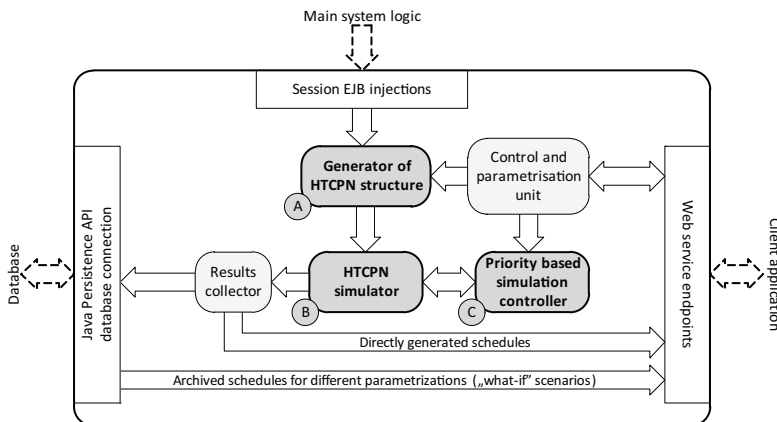 Main system logic
Session EJB injections
Generator of
HTCPN structure
A
Control and
parametrisation
unit
Results
collector
HTCPN
simulator
B
Priority based
simulation
controller
C
Directly generated schedules
Archived schedules for different parametrizations („what-if” scenarios)
Database
Java Persistence API
database connection
Web service endpoints
Client application